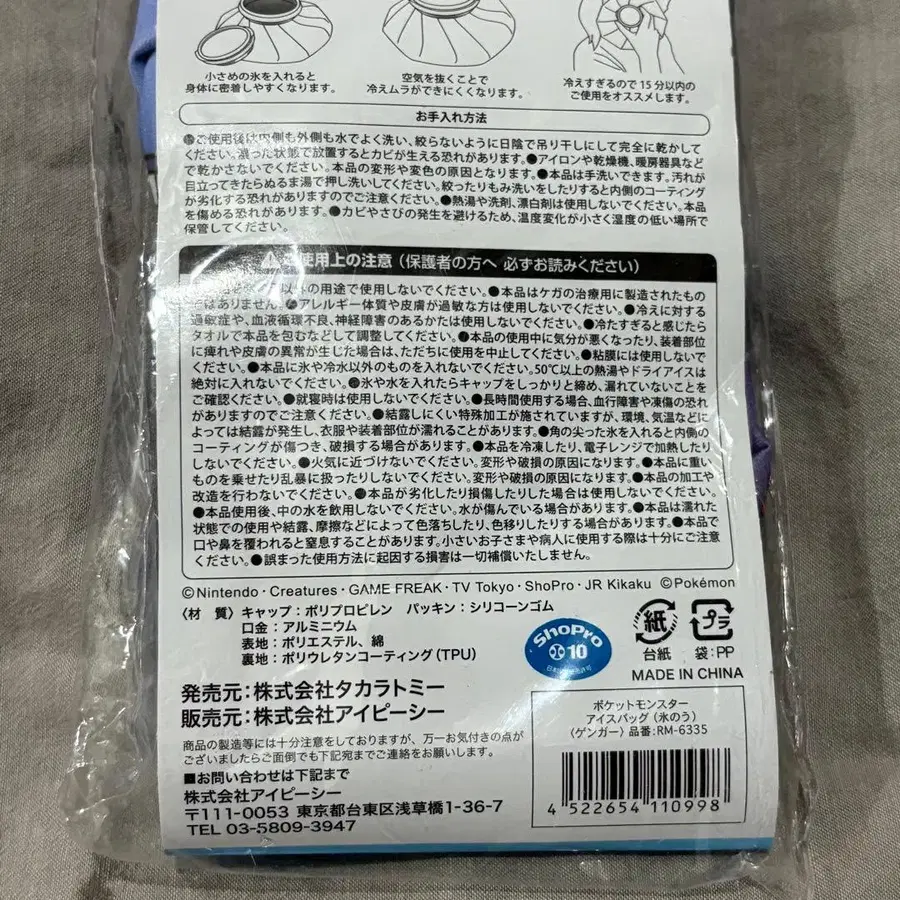 小さめの氷を入れると
身体に密着しやすくなります。
空気を抜くことで
冷えムラができにくくなります。
冷えすぎるので15分以内の
ご使用をオススメします。
お手入れ方法
●ご使用後は内側も外側も水でよく洗い、絞らないように日陰で吊り干しにして完全に乾かして
ください。濡った状態で放置するとカビが生える恐れがあります。●アイロンや乾燥機、暖房器具など
で乾かさないでください。本品の変形や変色の原因となります。●本品は手洗いできます。汚れが
目立ってきたらぬるま湯で押し洗いしてください。絞ったりもみ洗いをしたりすると内側のコーティング
が劣化する恐れがありますのでご注意ください。●熱湯や洗剤、漂白剤は使用しないでください。本品
を傷める恐れがあります。●カビやさびの発生を避けるため、温度変化が小さく湿度の低い場所で
保管してください。
ご使用上の注意（保護者の方へ 必ずお読みください）
以外の用途で使用しないでください。●本品はケガの治療用に製造されたもの
ではありません。●アレルギー体質や皮膚が過敏な方は使用しないでください。●冷えに対する
過敏症や、血液循環不良、神経障害のあるかたは使用しないでください。●冷たすぎると感じたら
タオルで本品を包むなどして調整してください。●本品の使用中に気分が悪くなったり、装着部位
に痺れや皮膚の異常が生じた場合は、ただちに使用を中止してください。●粘膜には使用しないで
ください。●本品に氷や冷水以外のものを入れないでください。50℃以上の熱湯やドライアイスは
絶対に入れないでください。●氷や水を入れたらキャップをしっかりと締め、漏れていないことを
ご確認ください。●就寝時は使用しないでください。●長時間使用する場合、血行障害や凍傷の恐れ
がありますのでご注意ください。●結露しにくい特殊加工が施されていますが、環境、気温などに
よっては結露が発生し、衣服や装着部位が濡れることがあります。●角の尖った氷を入れると内側の
コーティングが傷つき、破損する場合があります。●本品を冷凍したり、電子レンジで加熱したり
しないでください。●火気に近づけないでください。変形や破損の原因になります。●本品に重い
ものを乗せたり乱暴に扱ったりしないでください。変形や破損の原因になります。●本品の加工や
改造を行わないでください。●本品が劣化したり損傷したりした場合は使用しないでください。
●本品使用後、中の水を飲用しないでください。水が傷んでいる場合があります。●本品は濡れた
状態での使用や結露、摩擦などによって色落ちしたり、色移りしたりする場合があります。●本品で
口や鼻を覆われると窒息することがあります。小さいお子さまや病人に使用する際は十分にご注意
ください。●誤まった使用方法に起因する損害は一切補償いたしません。
©Nintendo・Creatures・GAME FREAK・TV Tokyo・ShoPro・JR Kikaku ©Pokémon
〈材 質〉キャップ：ポリプロピレン パッキン：シリコーンゴム
口金：アルミニウム
表地：ポリエステル、綿
裏地：ポリウレタンコーティング（TPU）
ShoPro
10
紙
台紙
プラ
袋：PP
MADE IN CHINA
発売元：株式会社タカラトミー
販売元：株式会社アイピーシー
商品の製造等には十分注意をしておりますが、万一お気付きの点が
ございましたらご面倒でも下記宛までご連絡をお願いします。
■お問い合わせは下記まで
株式会社アイピーシー
〒111-0053 東京都台東区浅草橋1-36-7
TEL 03-5809-3947
ポケットモンスター
アイスバッグ（氷のう）
〈ゲンガー〉品番：RM-6335
4 522654 110998